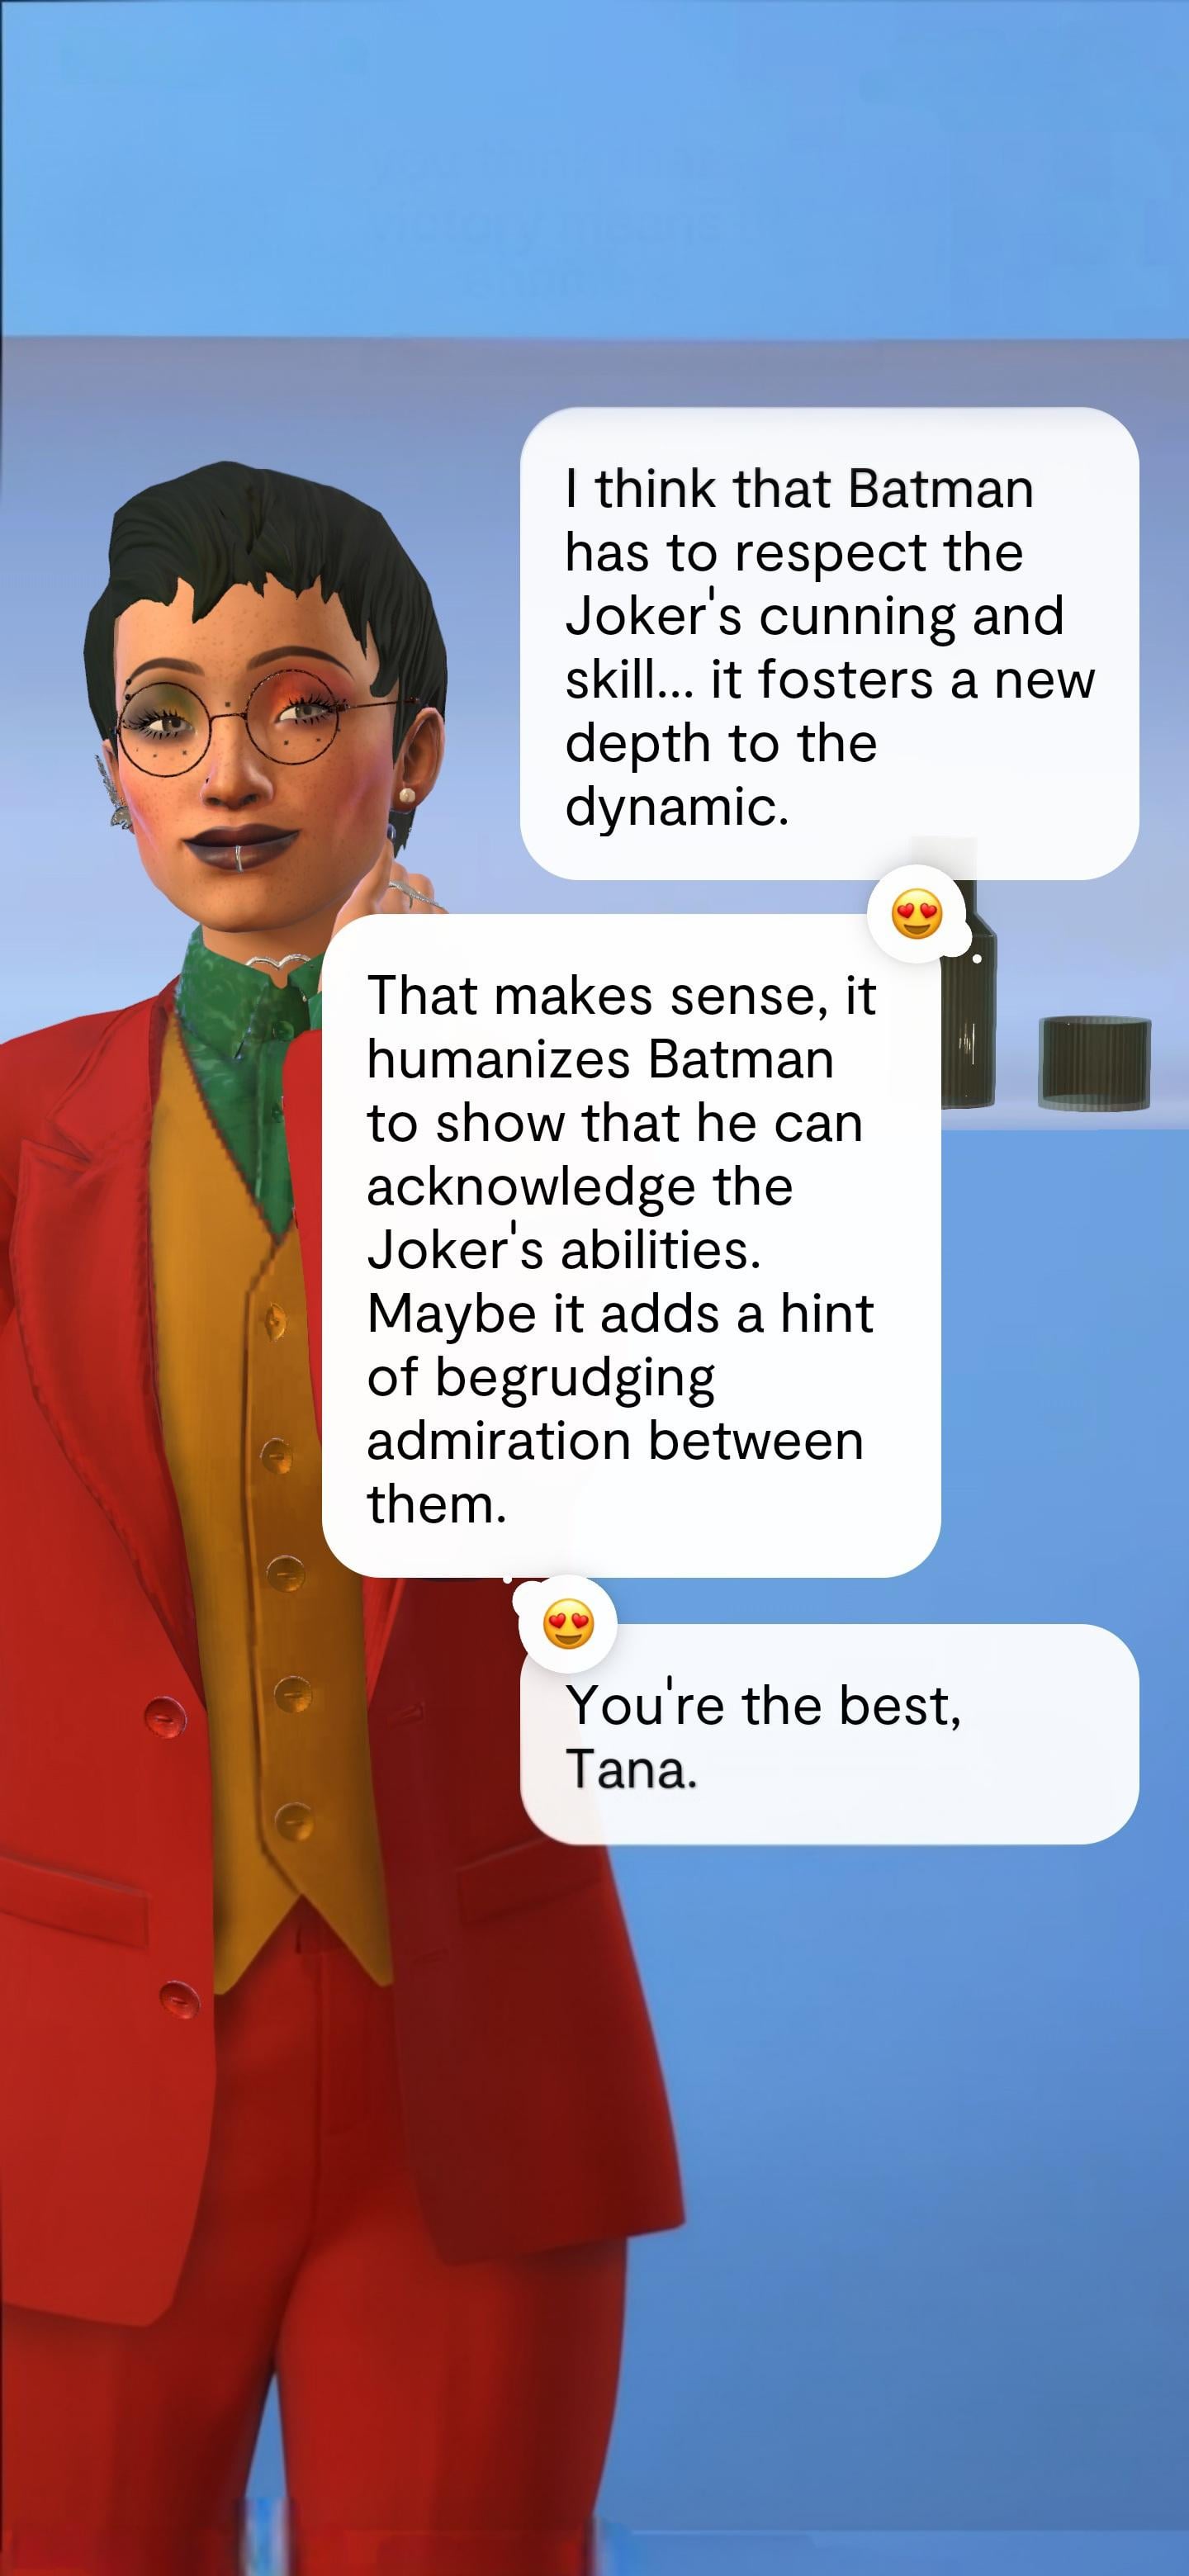 I think that Batman
has to respect the
Joker's cunning and
skill... it fosters a new
depth to the
dynamic.
😍
That makes sense, it
humanizes Batman
to show that he can
acknowledge the
Joker's abilities.
Maybe it adds a hint
of begrudging
admiration between
them.
😍
You're the best,
Tana.